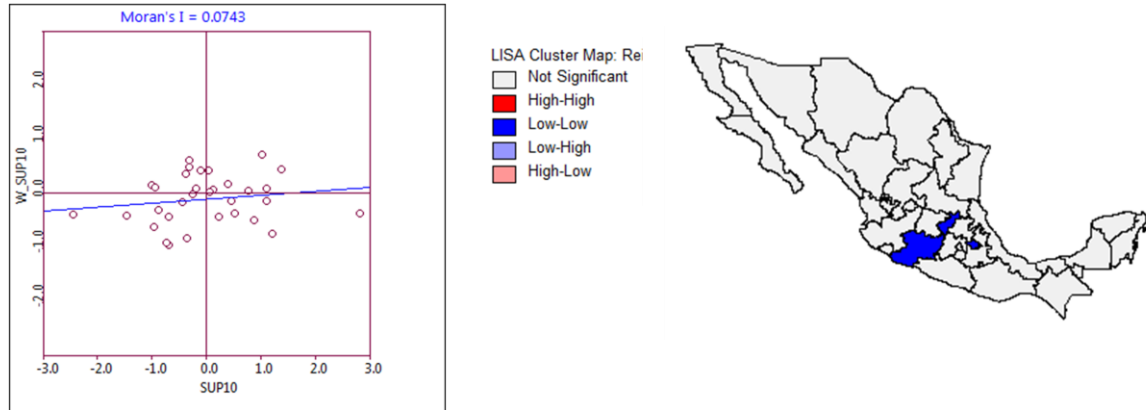 Moran's I = 0.0743
2.0
1.0
0.0
-1.0
-2.0
W_SUP10
-3.0 -2.0 -1.0 0.0 1.0 2.0 3.0
SUP10
LISA Cluster Map: Rei
Not Significant
High-High
Low-Low
Low-High
High-Low